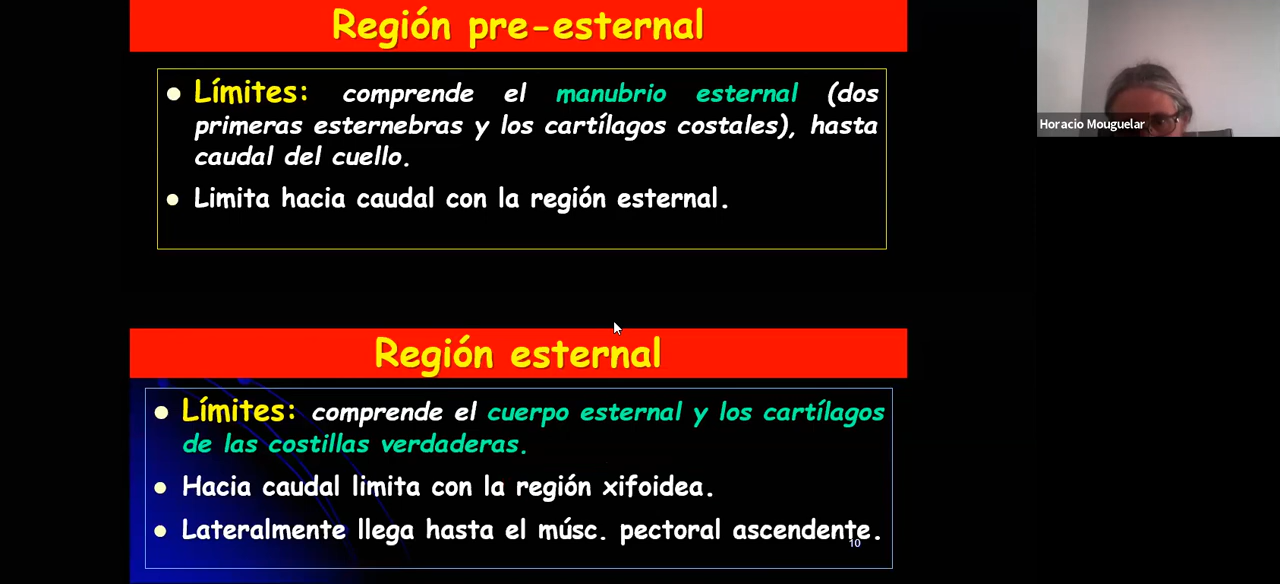 Región pre-esternal
Límites: comprende el manubrio esternal (dos
primeras esternebras y los cartílagos costales), hasta
caudal del cuello.
Limita hacia caudal con la región esternal.
Horacio Mouguelar
Región esternal
Límites: comprende el cuerpo esternal y los cartílagos
de las costillas verdaderas.
Hacia caudal limita con la región xifoidea.
Lateralmente llega hasta el músc. pectoral ascendente.
10